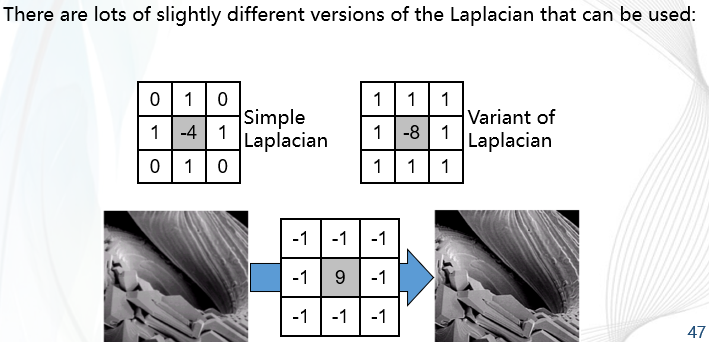 There are lots of slightly different versions of the Laplacian that can be used:
0 1 0
1 -4 1
0 1 0
Simple
Laplacian
1 1 1
1 -8 1
1 1 1
Variant of
Laplacian
-1 -1 -1
-1 9 -1
-1 -1 -1
47